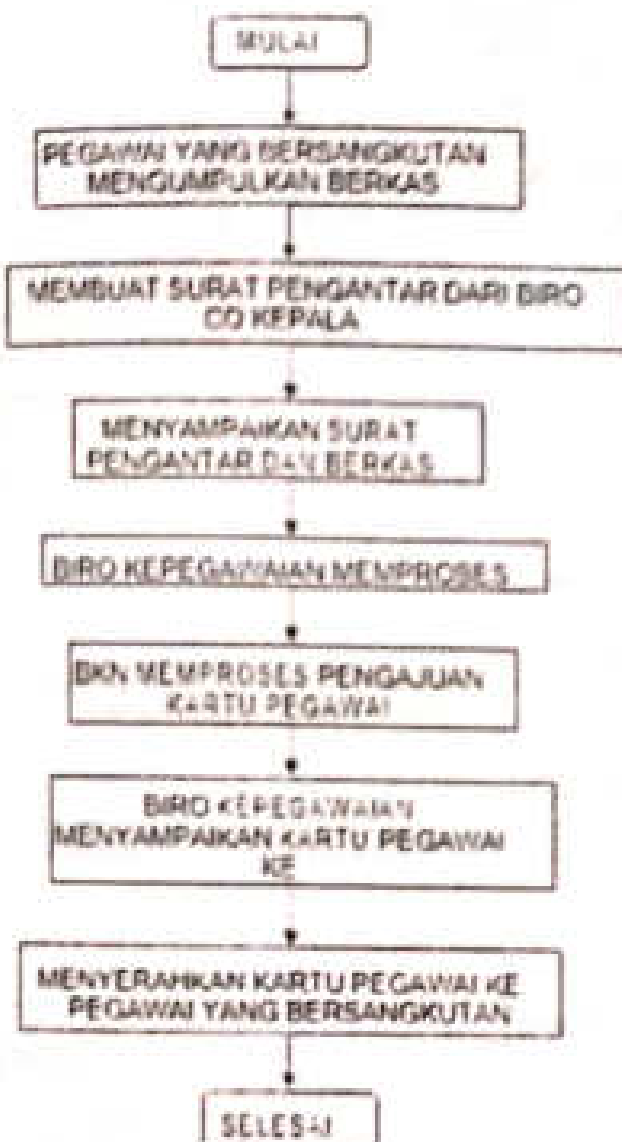 MULAI
PEGAWAI YANG BERSANGKUTAN
MENGUMPULKAN BERKAS
MEMBUAT SURAT PENGANTAR DARI BIRO
CQ KEPALA
MENYAMPAIKAN SURAT
PENGANTAR DAN BERKAS
BIRO KEPEGAWAIAN MEMPROSES
BKN MEMPROSES PENGAJUAN
KARTU PEGAWAI
BIRO KEPEGAWAIAN
MENYAMPAIKAN KARTU PEGAWAI
KE
MENYERAHKAN KARTU PEGAWAI KE
PEGAWAI YANG BERSANGKUTAN
SELESAI